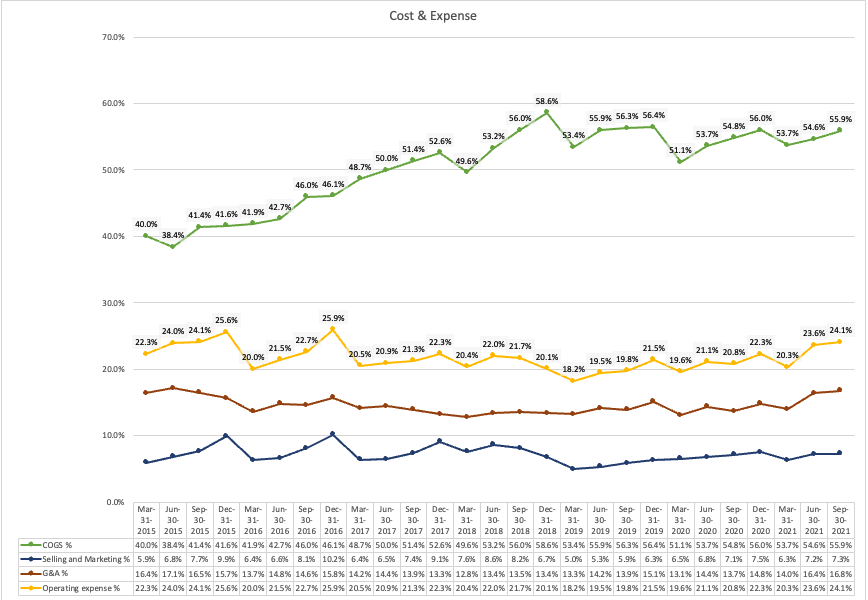 Cost & Expense
70.0%
60.0%
50.0%
40.0%
30.0%
20.0%
10.0%
0.0%
40.0% 38.4% 41.4% 41.6% 41.9% 42.7% 46.0% 46.1% 48.7% 50.0% 51.4% 52.6% 49.6% 53.2% 56.0% 58.6% 53.4% 55.9% 56.3% 56.4% 51.1% 53.7% 54.8% 56.0% 53.7% 54.6% 55.9%
22.3% 24.0% 24.1% 25.6% 20.0% 21.5% 22.7% 25.9% 20.5% 20.9% 21.3% 22.3% 20.4% 22.0% 21.7% 20.1% 18.2% 19.5% 19.8% 21.5% 19.6% 21.1% 20.8% 22.3% 20.3% 23.6% 24.1%
Mar- Jun- Sep- Dec- Mar- Jun- Sep- Dec- Mar- Jun- Sep- Dec- Mar- Jun- Sep- Dec- Mar- Jun- Sep- Dec- Mar- Jun- Sep- Dec- Mar- Jun- Sep-
31- 30- 30- 31- 31- 30- 30- 31- 31- 30- 30- 31- 31- 30- 30- 31- 31- 30- 30- 31- 31- 30- 30- 31- 31- 30- 30-
2015 2015 2015 2015 2016 2016 2016 2016 2017 2017 2017 2017 2018 2018 2018 2018 2019 2019 2019 2019 2020 2020 2020 2020 2021 2021 2021
COGS % 40.0% 38.4% 41.4% 41.6% 41.9% 42.7% 46.0% 46.1% 48.7% 50.0% 51.4% 52.6% 49.6% 53.2% 56.0% 58.6% 53.4% 55.9% 56.3% 56.4% 51.1% 53.7% 54.8% 56.0% 53.7% 54.6% 55.9%
Selling and Marketing % 5.9% 6.8% 7.7% 9.9% 6.4% 6.6% 8.1% 10.2% 6.4% 6.5% 7.4% 9.1% 7.6% 8.6% 8.2% 6.7% 5.0% 5.3% 5.9% 6.3% 6.5% 6.8% 7.1% 7.5% 6.3% 7.2% 7.3%
G&A % 16.4% 17.1% 16.5% 15.7% 13.7% 14.8% 14.6% 15.8% 14.2% 14.4% 13.9% 13.3% 12.8% 13.4% 13.5% 13.4% 13.3% 14.2% 13.9% 15.1% 13.1% 14.4% 13.7% 14.8% 14.0% 16.4% 16.8%
Operating expense % 22.3% 24.0% 24.1% 25.6% 20.0% 21.5% 22.7% 25.9% 20.5% 20.9% 21.3% 22.3% 20.4% 22.0% 21.7% 20.1% 18.2% 19.5% 19.8% 21.5% 19.6% 21.1% 20.8% 22.3% 20.3% 23.6% 24.1%